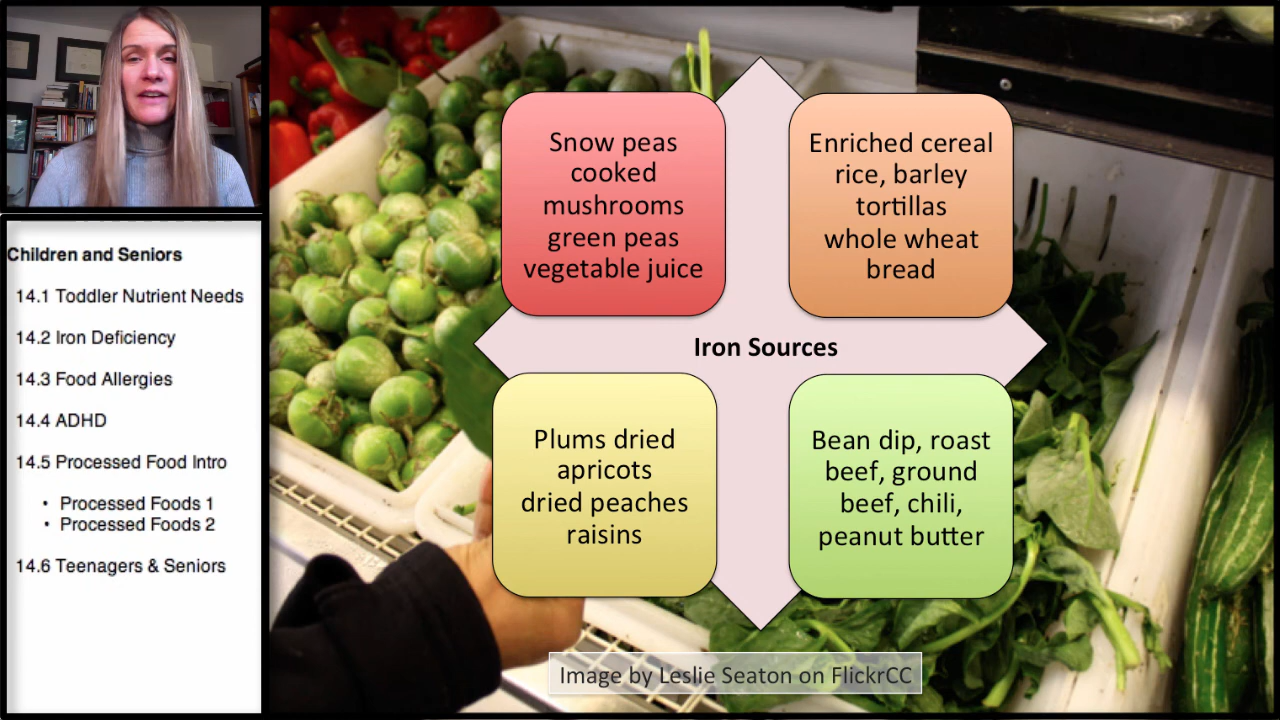 Children and Seniors
14.1 Toddler Nutrient Needs
14.2 Iron Deficiency
14.3 Food Allergies
14.4 ADHD
14.5 Processed Food Intro
• Processed Foods 1
• Processed Foods 2
14.6 Teenagers & Seniors
Snow peas
cooked
mushrooms
green peas
vegetable juice
Enriched cereal
rice, barley
tortillas
whole wheat
bread
Iron Sources
Plums dried
apricots
dried peaches
raisins
Bean dip, roast
beef, ground
beef, chili,
peanut butter
Image by Leslie Seaton on FlickrCC